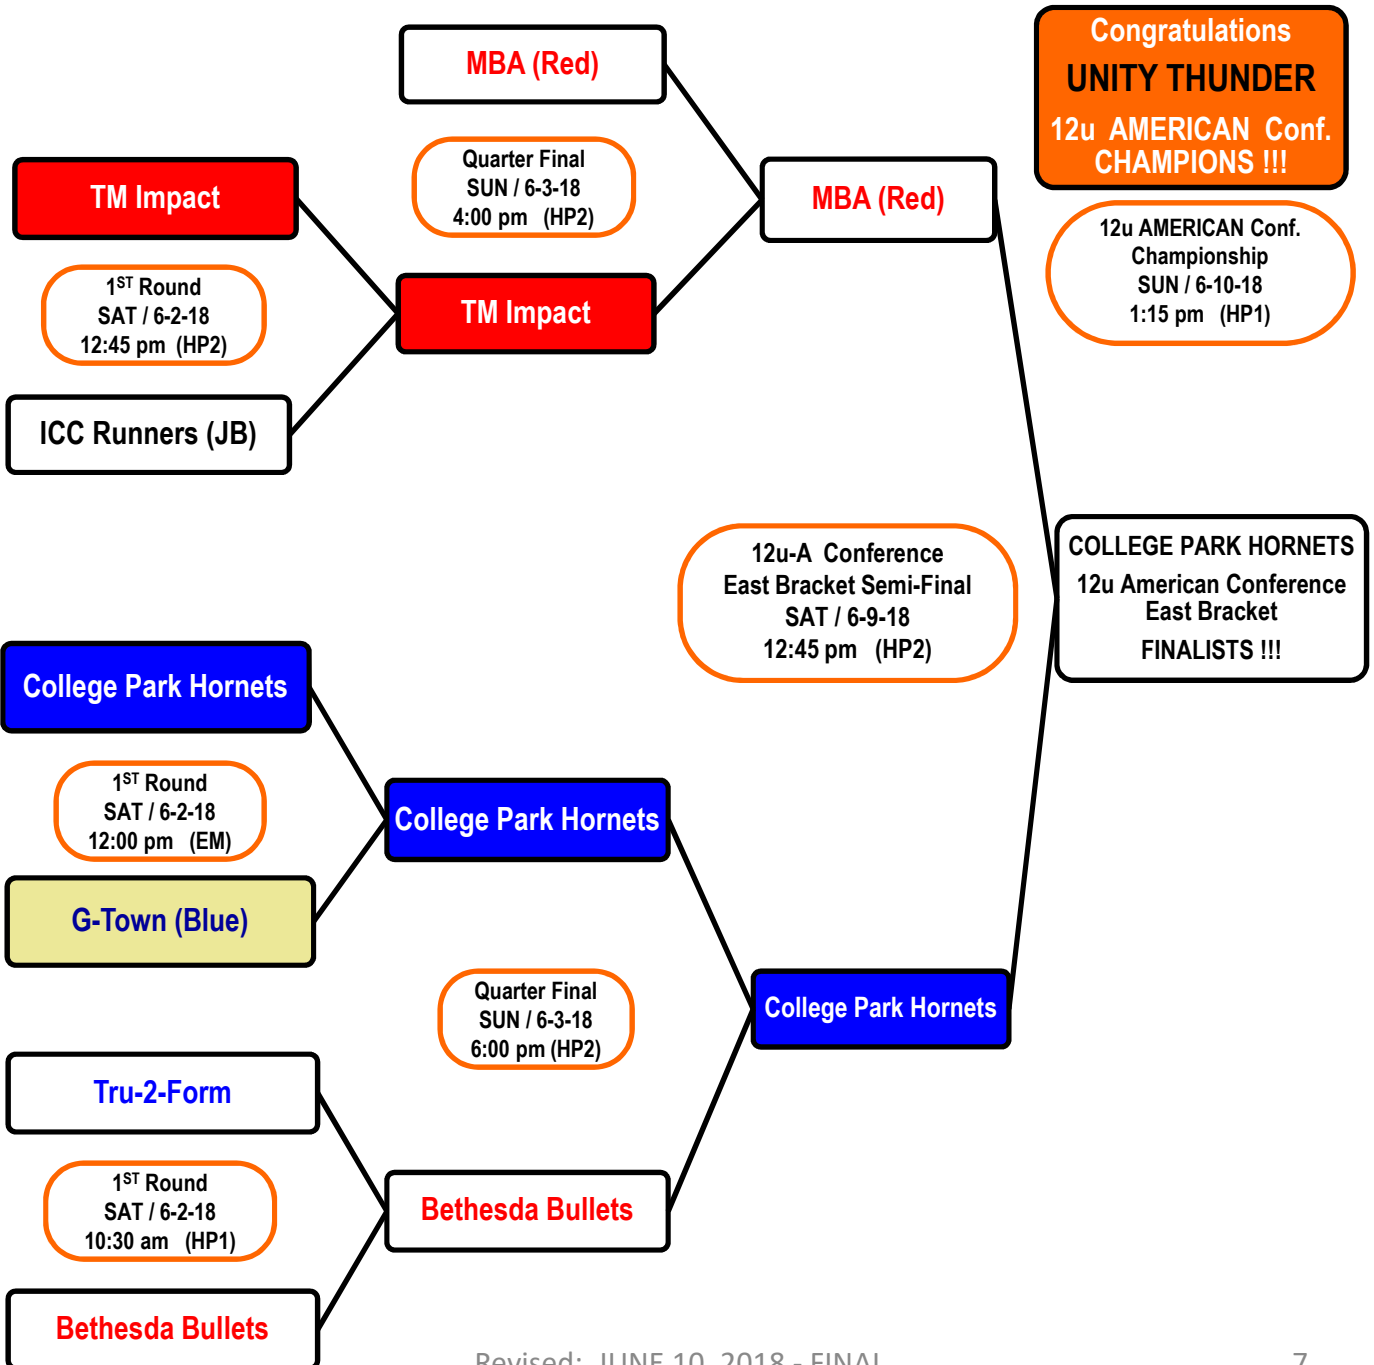 MBA (Red)
Congratulations
UNITY THUNDER
12u AMERICAN Conf.
CHAMPIONS !!!
Quarter Final
SUN / 6-3-18
4:00 pm (HP2)
TM Impact
MBA (Red)
12u AMERICAN Conf.
Championship
SUN / 6-10-18
1:15 pm (HP1)
1ST Round
SAT / 6-2-18
12:45 pm (HP2)
TM Impact
ICC Runners (JB)
12u-A Conference
East Bracket Semi-Final
SAT / 6-9-18
12:45 pm (HP2)
COLLEGE PARK HORNETS
12u American Conference
East Bracket
FINALISTS !!!
College Park Hornets
1ST Round
SAT / 6-2-18
12:00 pm (EM)
College Park Hornets
G-Town (Blue)
Quarter Final
SUN / 6-3-18
6:00 pm (HP2)
College Park Hornets
Tru-2-Form
1ST Round
SAT / 6-2-18
10:30 am (HP1)
Bethesda Bullets
Bethesda Bullets
Revised: JUNE 10, 2018 - FINAL
7